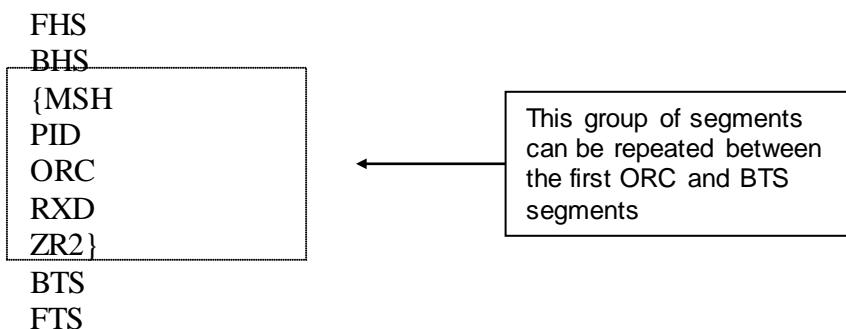 FHS
BHS
{MSH
PID
ORC
RXD
ZR2}
BTS
FTS
This group of segments
can be repeated between
the first ORC and BTS
segments